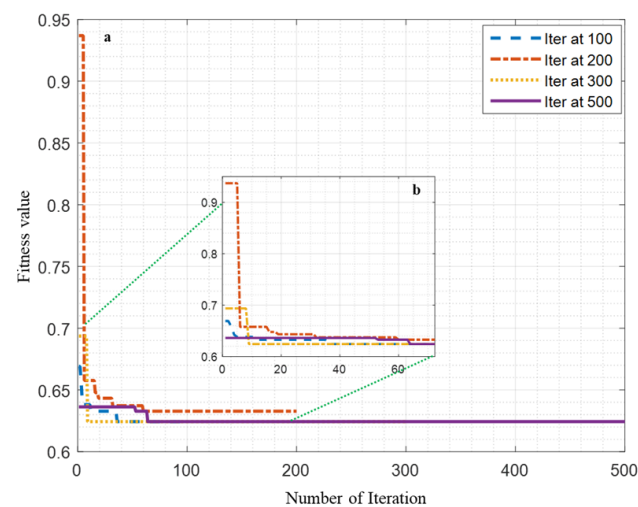 0.95
0.9
0.85
0.8
0.75
0.7
0.65
0.6
Fitness value
a
Iter at 100
Iter at 200
Iter at 300
Iter at 500
b
0.9
0.8
0.7
0.6
0 20 40 60
0 100 200 300 400 500
Number of Iteration